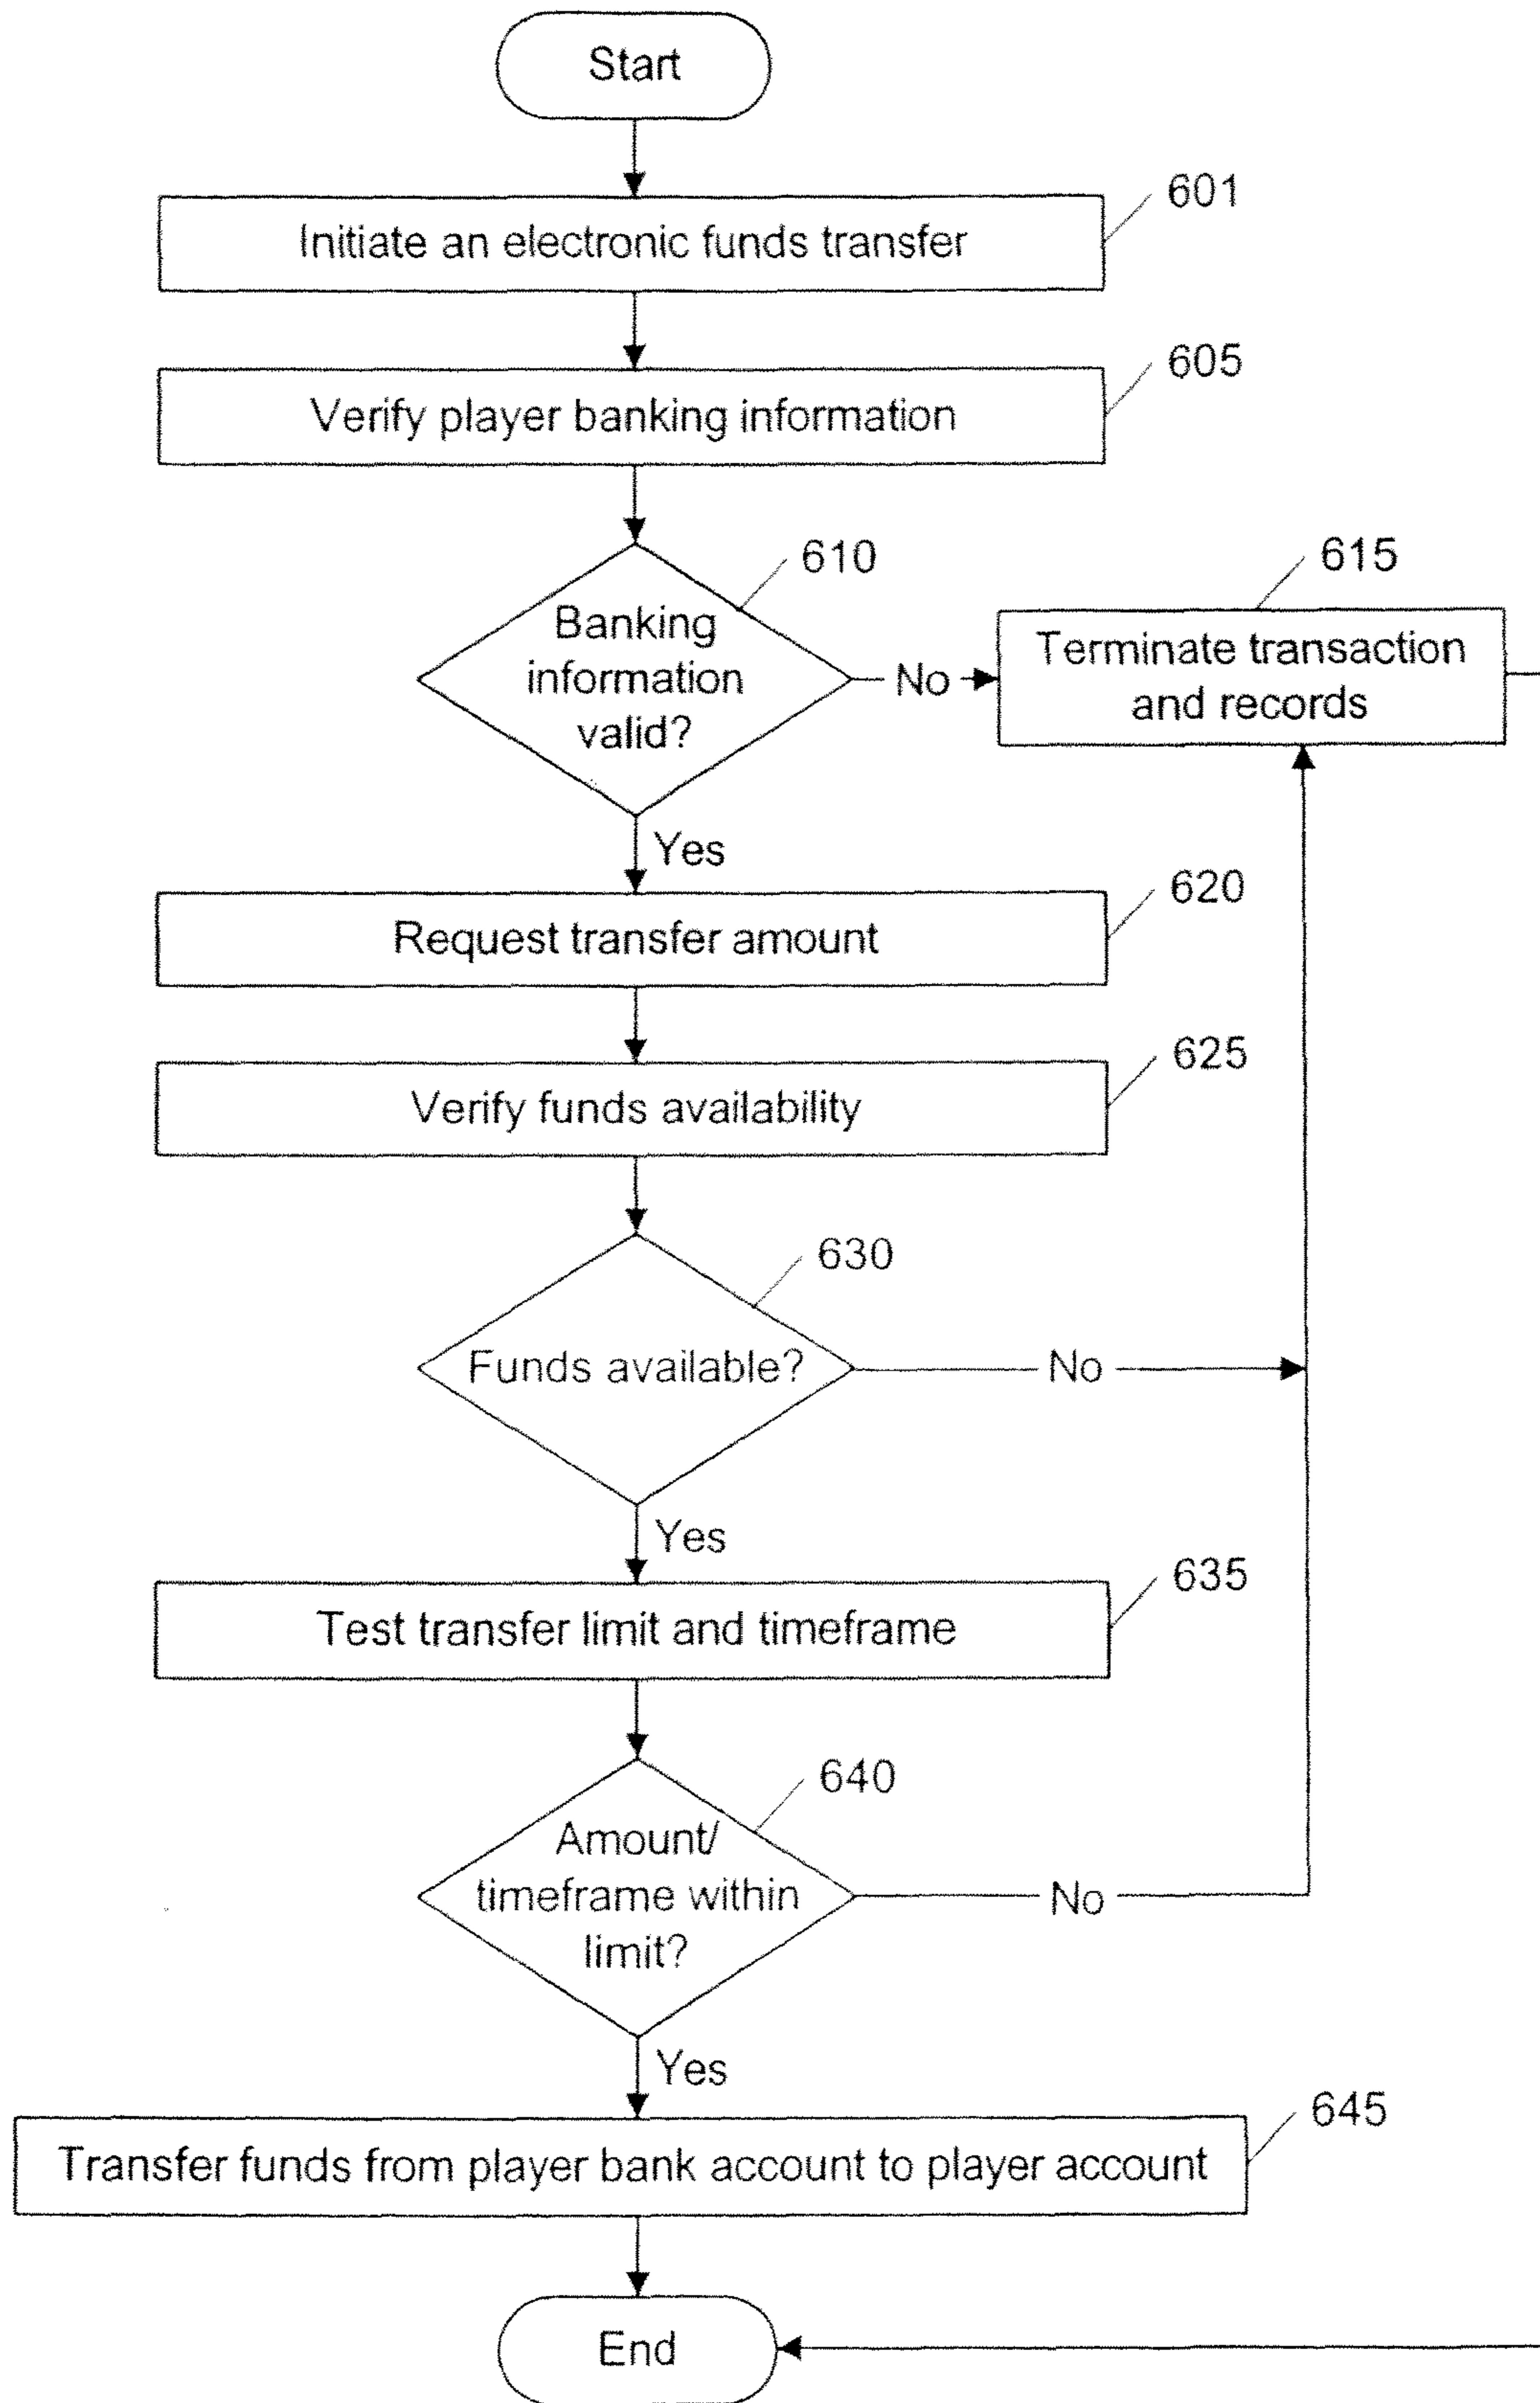 Start
601
Initiate an electronic funds transfer
605
Verify player banking information
610
Banking
information
valid?
No
615
Terminate transaction
and records
Yes
620
Request transfer amount
625
Verify funds availability
630
Funds available?
No
Yes
635
Test transfer limit and timeframe
640
Amount/
timeframe within
limit?
No
Yes
645
Transfer funds from player bank account to player account
End